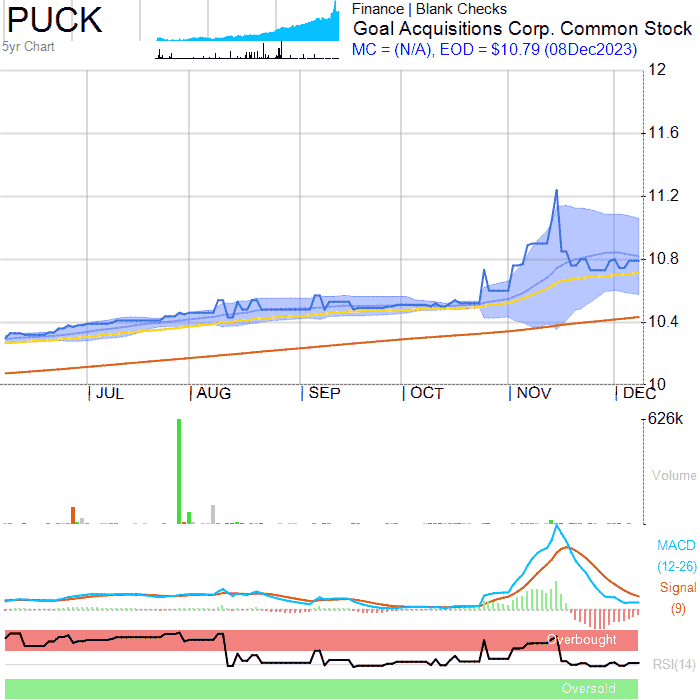 PUCK
5yr Chart
Finance | Blank Checks
Goal Acquisitions Corp. Common Stock
MC = (N/A), EOD = $10.79 (08Dec2023)
12
11.6
11.2
10.8
10.4
10
JUL AUG SEP OCT NOV DEC
626k
Volume
MACD
(12-26)
Signal
(9)
Overbought
RSI(14)
Oversold